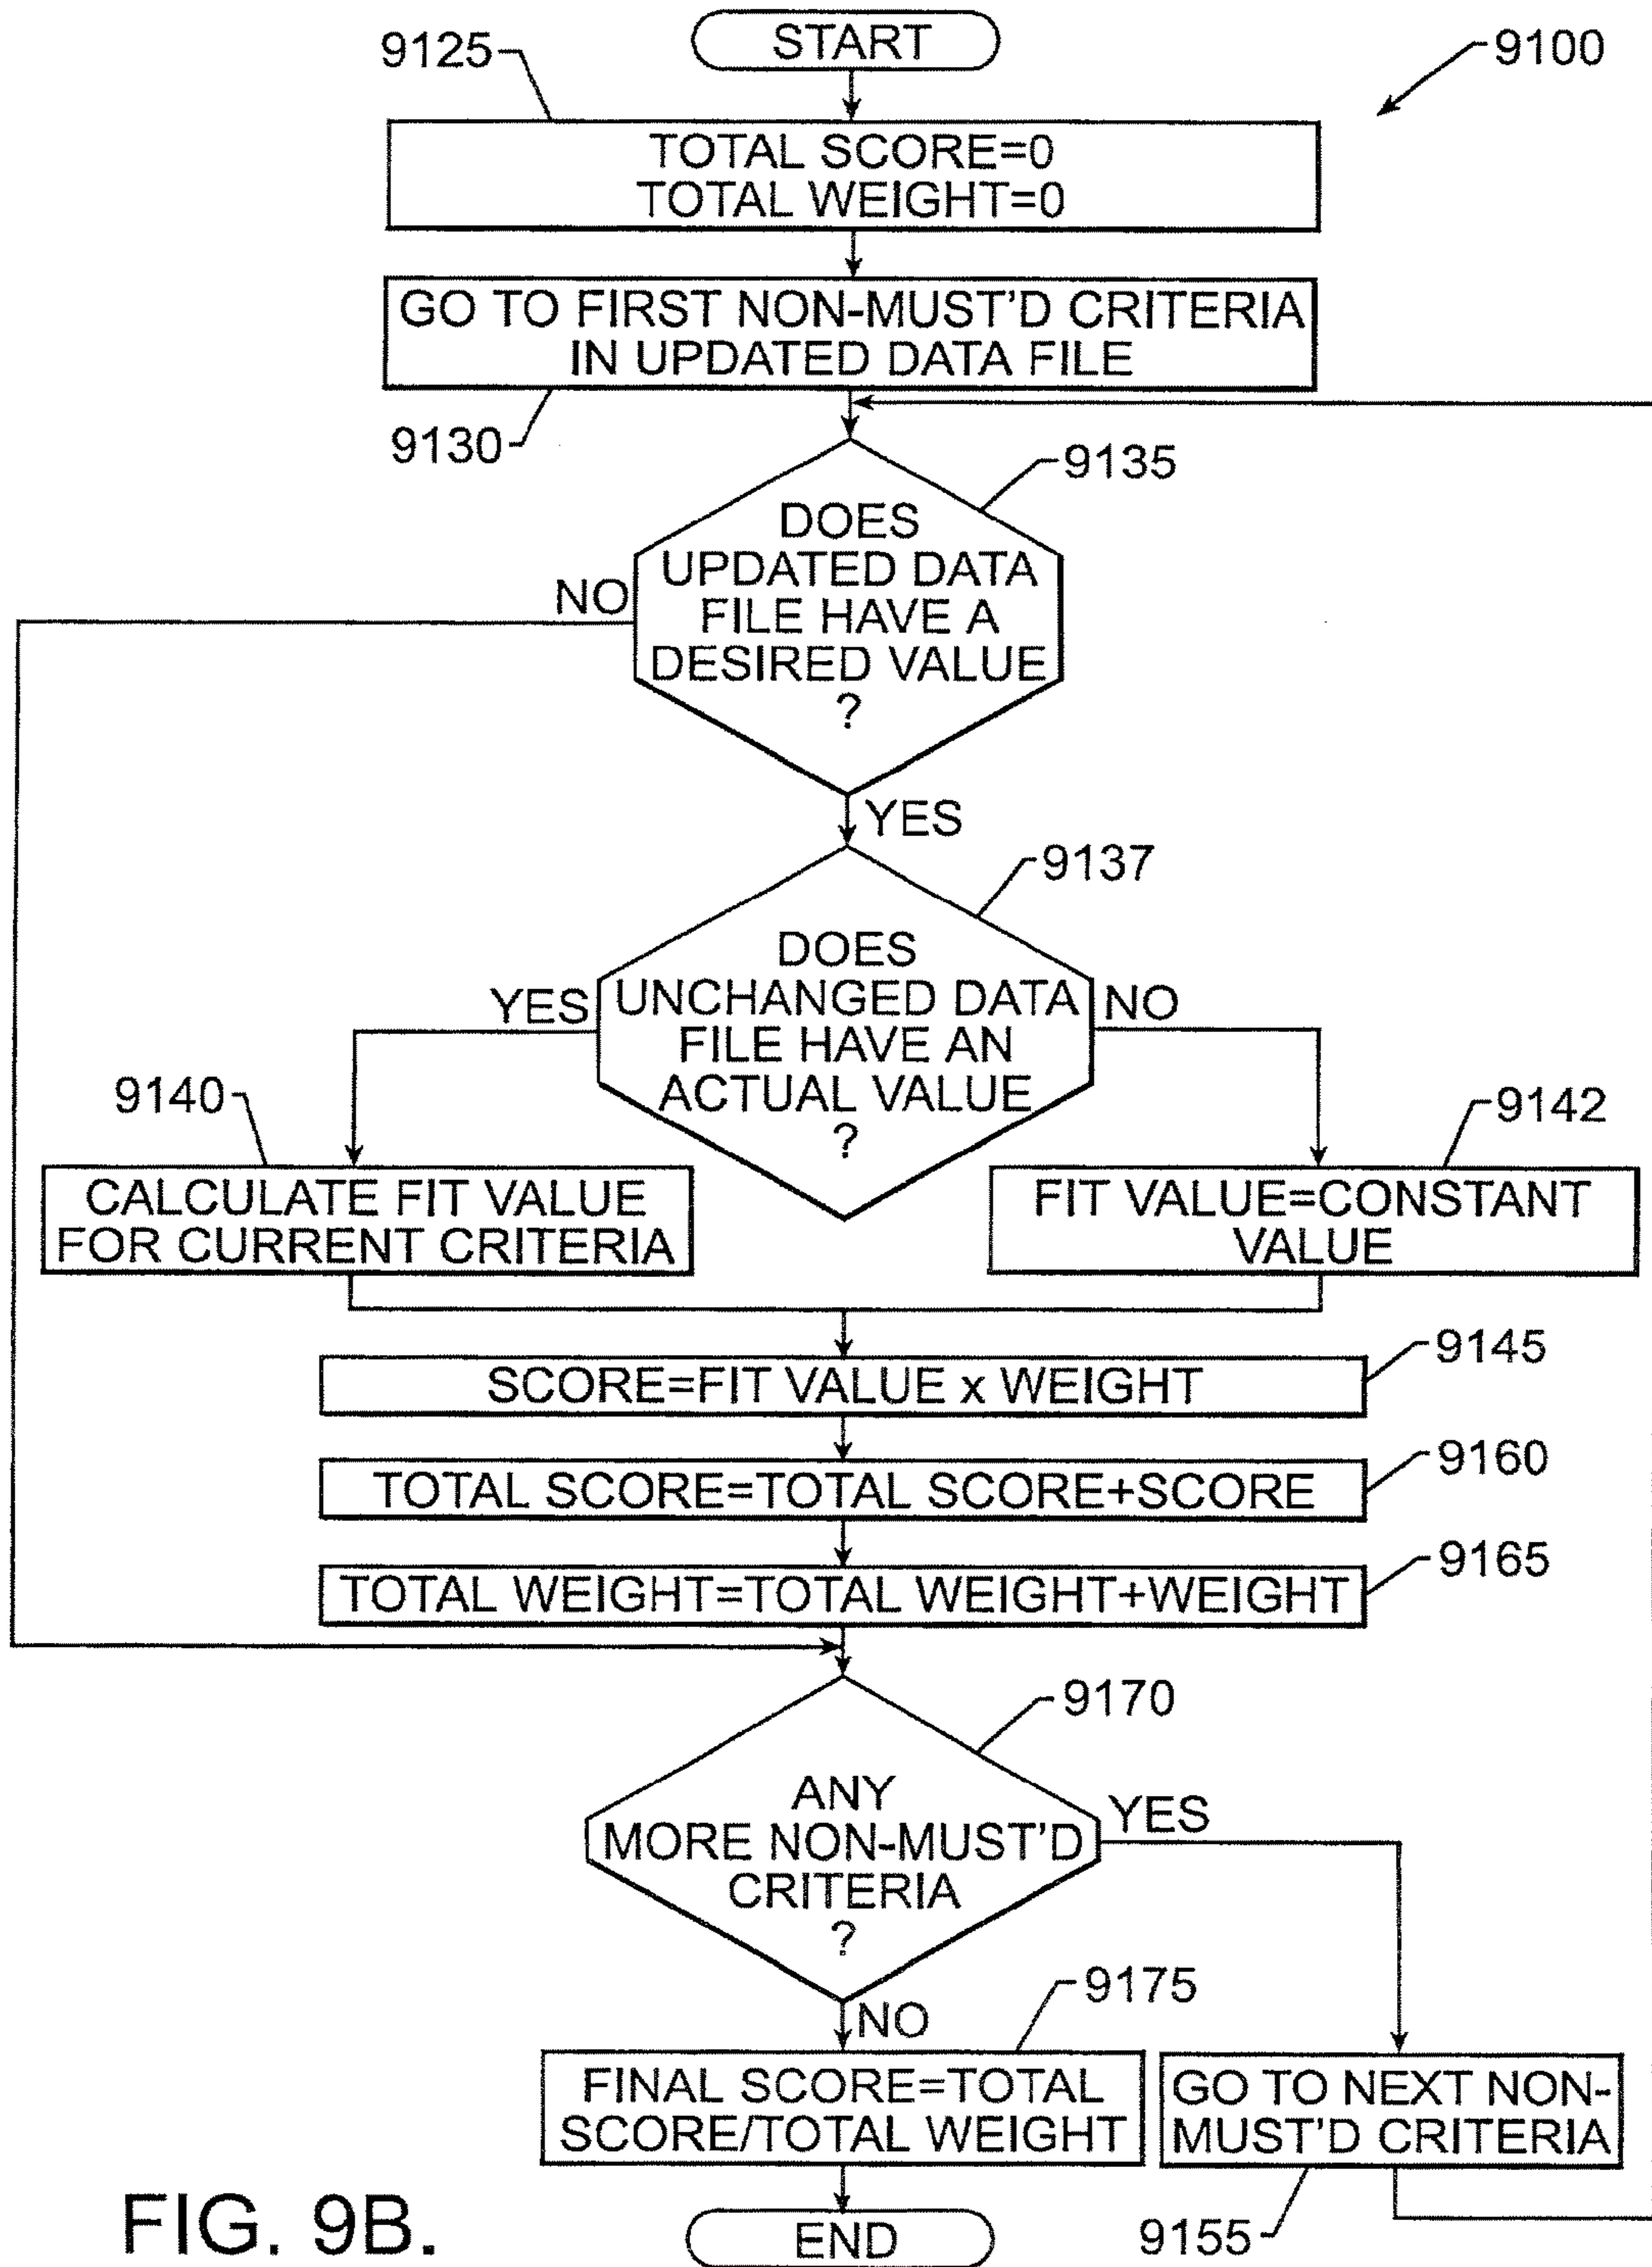 START
9125
9100
TOTAL SCORE=0
TOTAL WEIGHT=0
GO TO FIRST NON-MUST'D CRITERIA
IN UPDATED DATA FILE
9130
9135
DOES
UPDATED DATA
FILE HAVE A
DESIRED VALUE
?
NO
YES
9137
DOES
UNCHANGED DATA
FILE HAVE AN
ACTUAL VALUE
?
YES
NO
9140
9142
CALCULATE FIT VALUE
FOR CURRENT CRITERIA
FIT VALUE=CONSTANT
VALUE
9145
SCORE=FIT VALUE x WEIGHT
9160
TOTAL SCORE=TOTAL SCORE+SCORE
9165
TOTAL WEIGHT=TOTAL WEIGHT+WEIGHT
9170
ANY
MORE NON-MUST'D
CRITERIA
?
YES
NO
9175
FINAL SCORE=TOTAL
SCORE/TOTAL WEIGHT
GO TO NEXT NON-
MUST'D CRITERIA
9155
END
FIG. 9B.